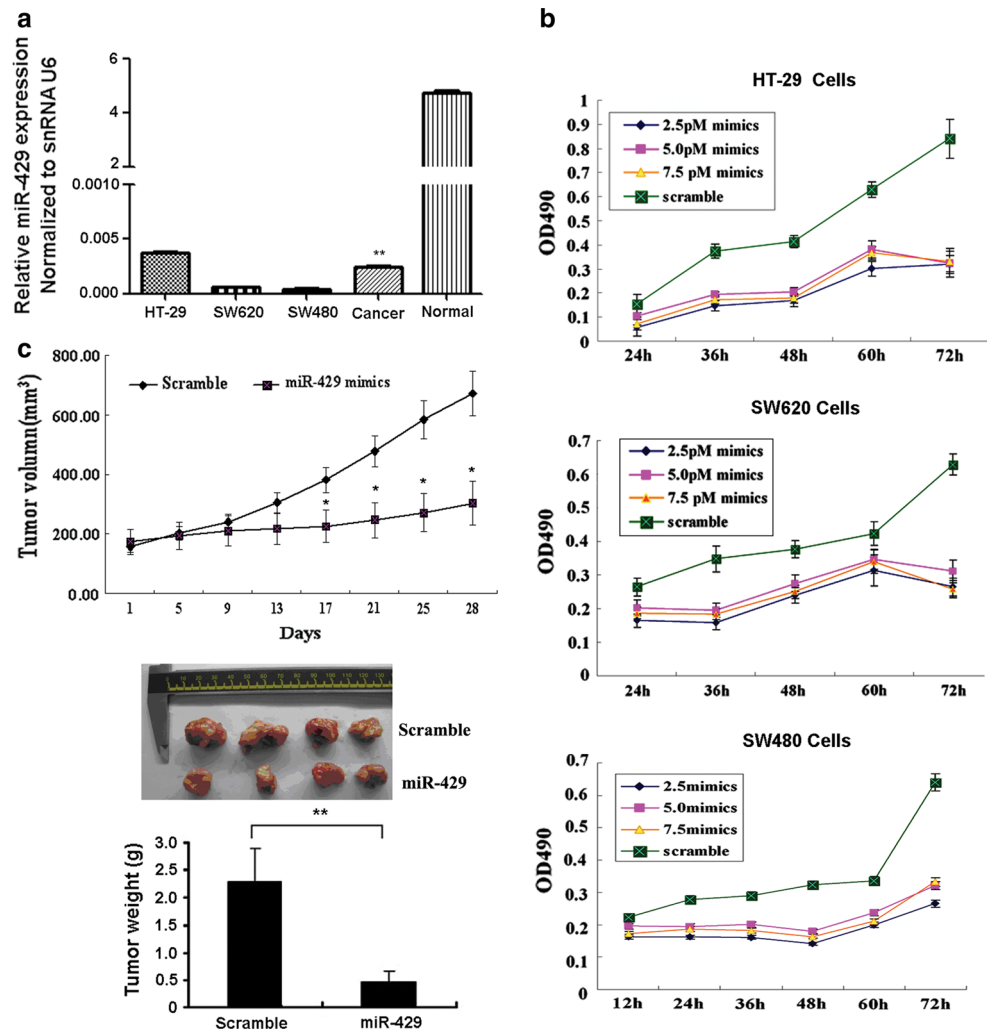 a
Relative miR-429 expression
Normalized to snRNA U6
6
4
2
0.0010
0.005
0.000
**
HT-29
SW620
SW480
Cancer
Normal
b
HT-29 Cells
OD490
1
0.9
0.8
0.7
0.6
0.5
0.4
0.3
0.2
0.1
0
2.5pM mimics
5.0pM mimics
7.5 pM mimics
scramble
24h
36h
48h
60h
72h
SW620 Cells
OD490
0.7
0.6
0.5
0.4
0.3
0.2
0.1
0
2.5pM mimics
5.0pM mimics
7.5 pM mimics
scramble
24h
36h
48h
60h
72h
SW480 Cells
OD490
0.7
0.6
0.5
0.4
0.3
0.2
0.1
0
2.5mimics
5.0mimics
7.5mimics
scramble
12h
24h
36h
48h
60h
72h
c
Tumor volumn(mm³)
800.00
600.00
400.00
200.00
0.00
Scramble
miR-429 mimics
*
*
*
*
1
5
9
13
17
21
25
28
Days
Scramble
miR-429
**
Tumor weight (g)
3.0
2.5
2.0
1.5
1.0
0.5
0
Scramble
miR-429